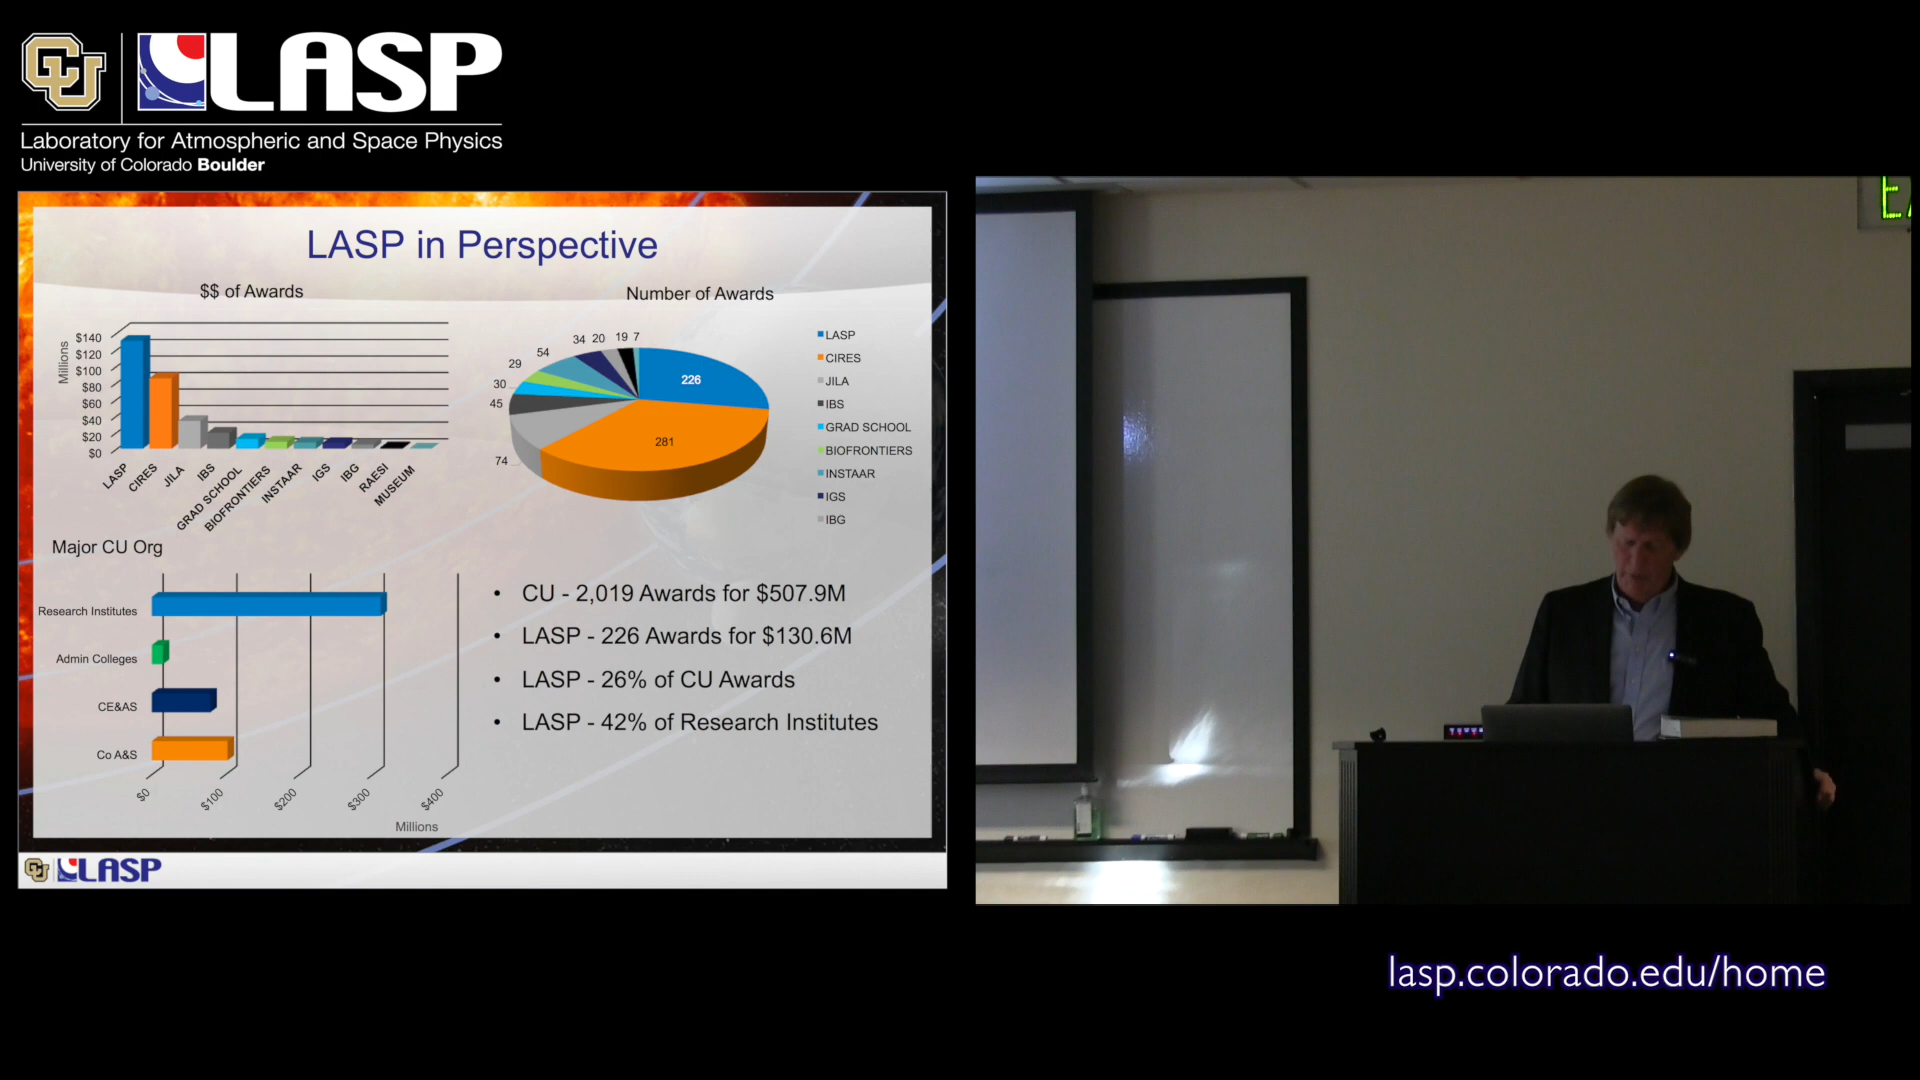 CU LASP
Laboratory for Atmospheric and Space Physics
University of Colorado Boulder
LASP in Perspective
$$ of Awards
Millions
$140
$120
$100
$80
$60
$40
$20
$0
LASP
CIRES
JILA
IBS
GRAD SCHOOL
BIOFRONTIERS
INSTAAR
IGS
IBG
RAESI
MUSEUM
Number of Awards
226
281
74
45
30
29
54
34
20
19
7
LASP
CIRES
JILA
IBS
GRAD SCHOOL
BIOFRONTIERS
INSTAAR
IGS
IBG
Major CU Org
Research Institutes
Admin Colleges
CE&AS
Co A&S
$0
$100
$200
$300
$400
Millions
• CU - 2,019 Awards for $507.9M
• LASP - 226 Awards for $130.6M
• LASP - 26% of CU Awards
• LASP - 42% of Research Institutes
CU LASP
lasp.colorado.edu/home